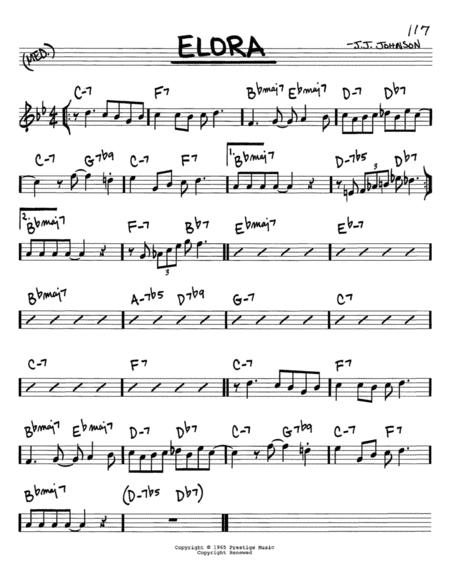 117
ELORA
(MED.)
-J.J. JOHNSON
C-7 F7 Bbmaj7 Ebmaj7 D-7 Db7
C-7 G7b9 C-7 F7 1. Bbmaj7 D-7b5 Db7
3 3
2. Bbmaj7 F-7 Bb7 Ebmaj7 Eb-7
3
Bbmaj7 A-7b5 D7b9 G-7 C7
C-7 F7 C-7 F7
Bbmaj7 Ebmaj7 D-7 Db7 C-7 G7b9 C-7 F7
Bbmaj7 (D-7b5 Db7)
Copyright © 1965 Prestige Music
Copyright Renewed